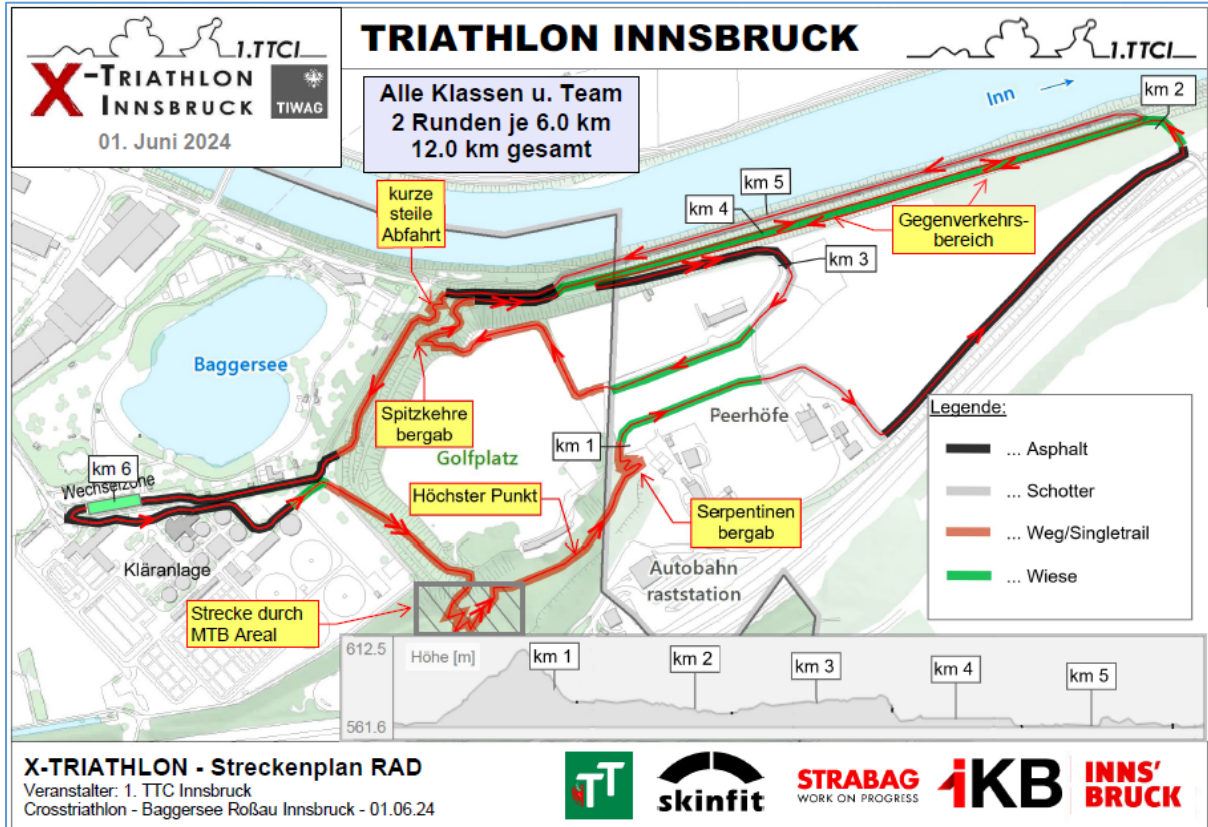 1.TTCI
X-TRIATHLON
INNSBRUCK
TIWAG
01. Juni 2024
TRIATHLON INNSBRUCK
1.TTCI
Alle Klassen u. Team
2 Runden je 6.0 km
12.0 km gesamt
Inn
km 2
kurze
steile
Abfahrt
km 5
km 4
Gegenverkehrs-
bereich
km 3
Baggersee
Spitzkehre
bergab
Peerhöfe
km 1
Golfplatz
km 6
Wechselzone
Höchster Punkt
Serpentinen
bergab
Kläranlage
Autobahn
raststation
Strecke durch
MTB Areal
Legende:
... Asphalt
... Schotter
... Weg/Singletrail
... Wiese
612.5
Höhe [m]
km 1
km 2
km 3
km 4
km 5
561.6
X-TRIATHLON - Streckenplan RAD
Veranstalter: 1. TTC Innsbruck
Crosstriathlon - Baggersee Roßau Innsbruck - 01.06.24
TT
skinfit
STRABAG
WORK ON PROGRESS
iKB
INNS'
BRUCK